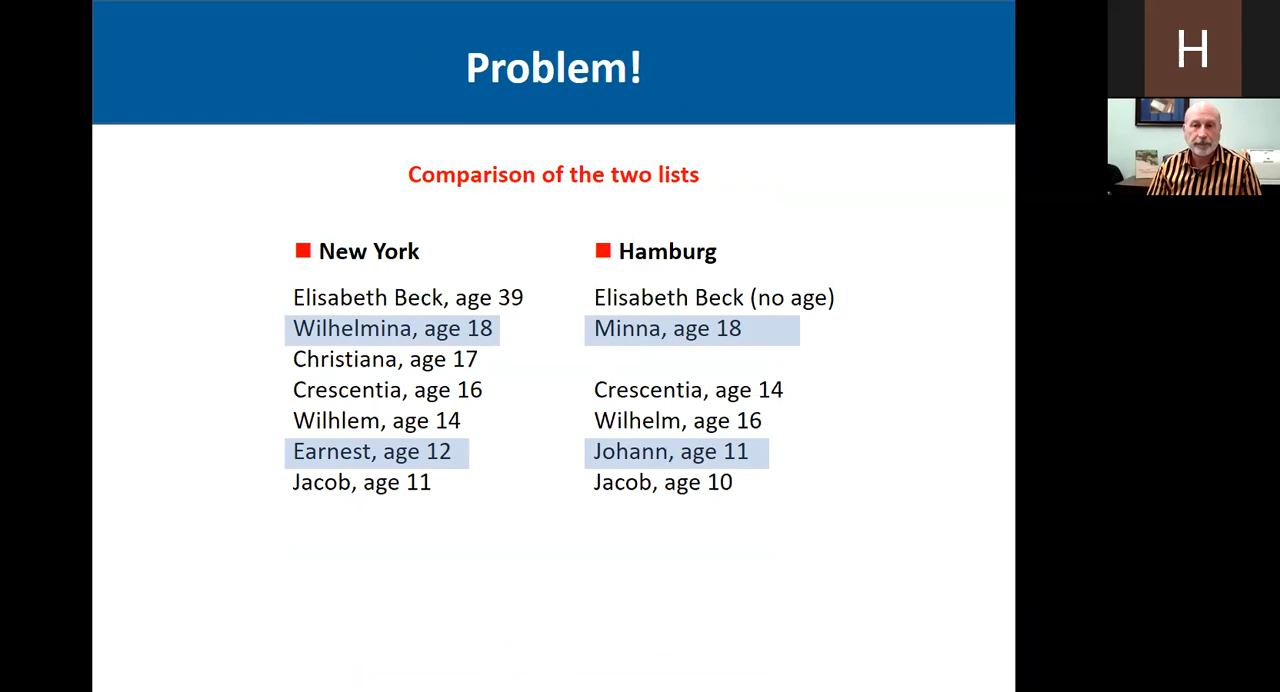 Problem!
H
Comparison of the two lists
New York
Elisabeth Beck, age 39
Wilhelmina, age 18
Christiana, age 17
Crescentia, age 16
Wilhlem, age 14
Earnest, age 12
Jacob, age 11
Hamburg
Elisabeth Beck (no age)
Minna, age 18
Crescentia, age 14
Wilhelm, age 16
Johann, age 11
Jacob, age 10